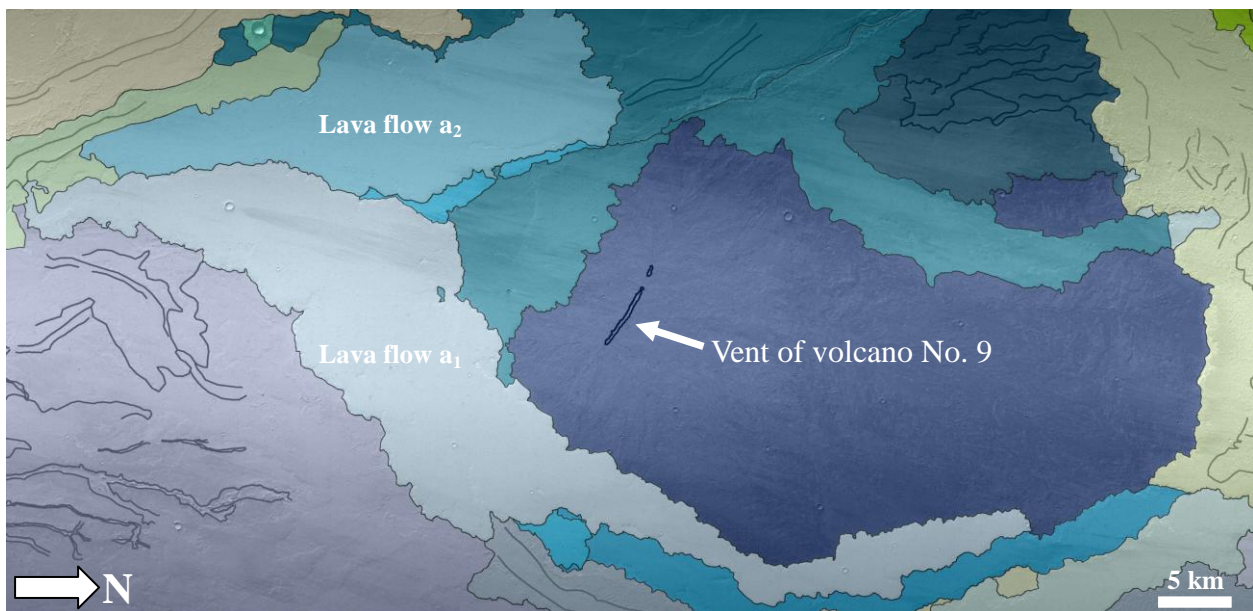 Lava flow a₂
Lava flow a₁
Vent of volcano No. 9
N
5 km